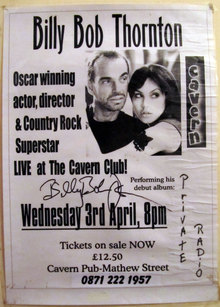 Billy Bob Thornton
Oscar winning
actor, director
& Country Rock
Superstar
cavern
LIVE at The Cavern Club!
Performing his
debut album:
PRIVATE
RADIO
Wednesday 3rd April, 8pm
Tickets on sale NOW
£12.50
Cavern Pub-Mathew Street
0871 222 1957